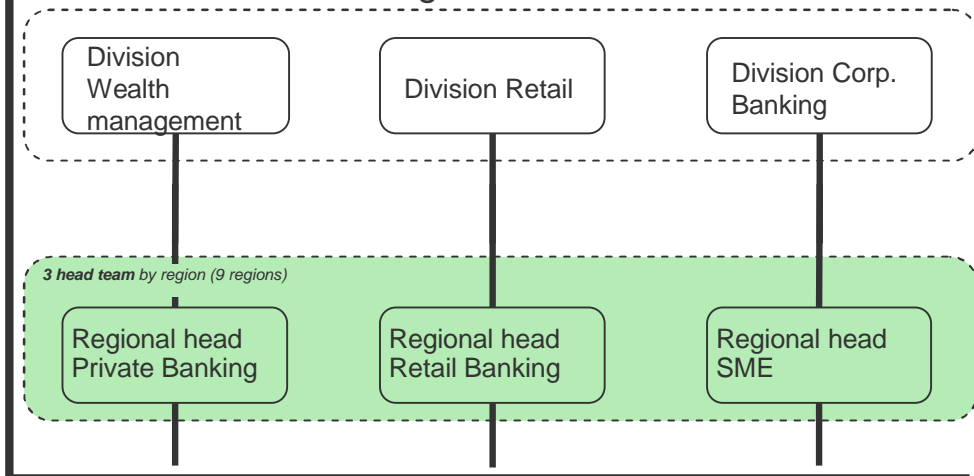 Division
Wealth
management
Division Retail
Division Corp.
Banking
3 head team by region (9 regions)
Regional head
Private Banking
Regional head
Retail Banking
Regional head
SME